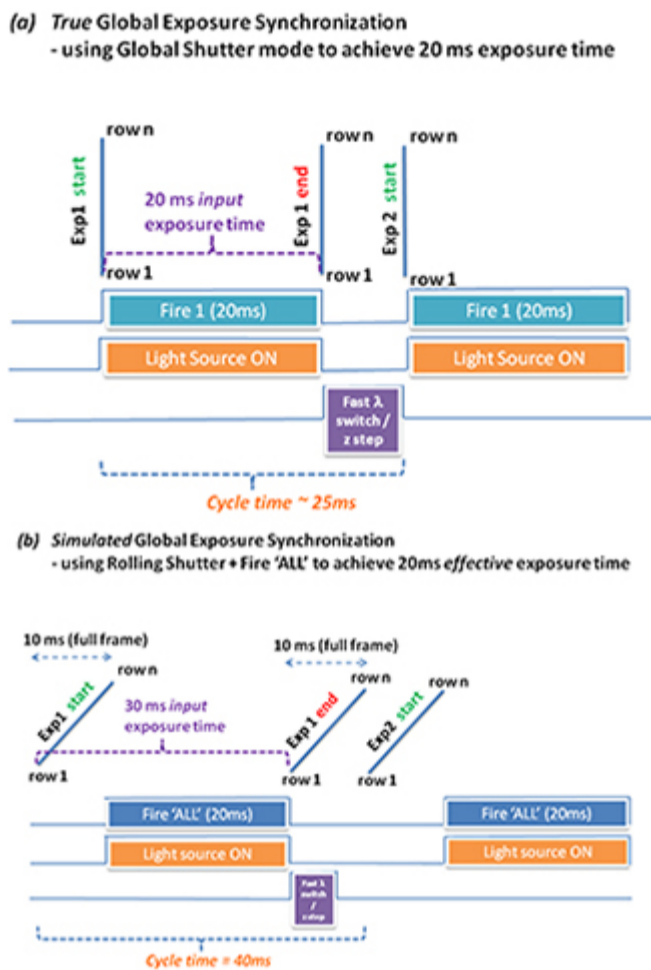 (a) True Global Exposure Synchronization
- using Global Shutter mode to achieve 20 ms exposure time
row n
row n
row n
Exp1 start
20 ms input
exposure time
Exp 1 end
Exp 2 start
row 1
row 1
row 1
Fire 1 (20ms)
Fire 1 (20ms)
Light Source ON
Light Source ON
Fast λ
switch /
z step
Cycle time ~ 25ms
(b) Simulated Global Exposure Synchronization
- using Rolling Shutter + Fire 'ALL' to achieve 20ms effective exposure time
10 ms (full frame)
10 ms (full frame)
row n
row n
row n
Exp1 start
30 ms input
exposure time
Exp 1 end
Exp2 start
row 1
row 1
row 1
Fire 'ALL' (20ms)
Fire 'ALL' (20ms)
Light source ON
Light source ON
Fast λ
switch
/
z step
Cycle time = 40ms